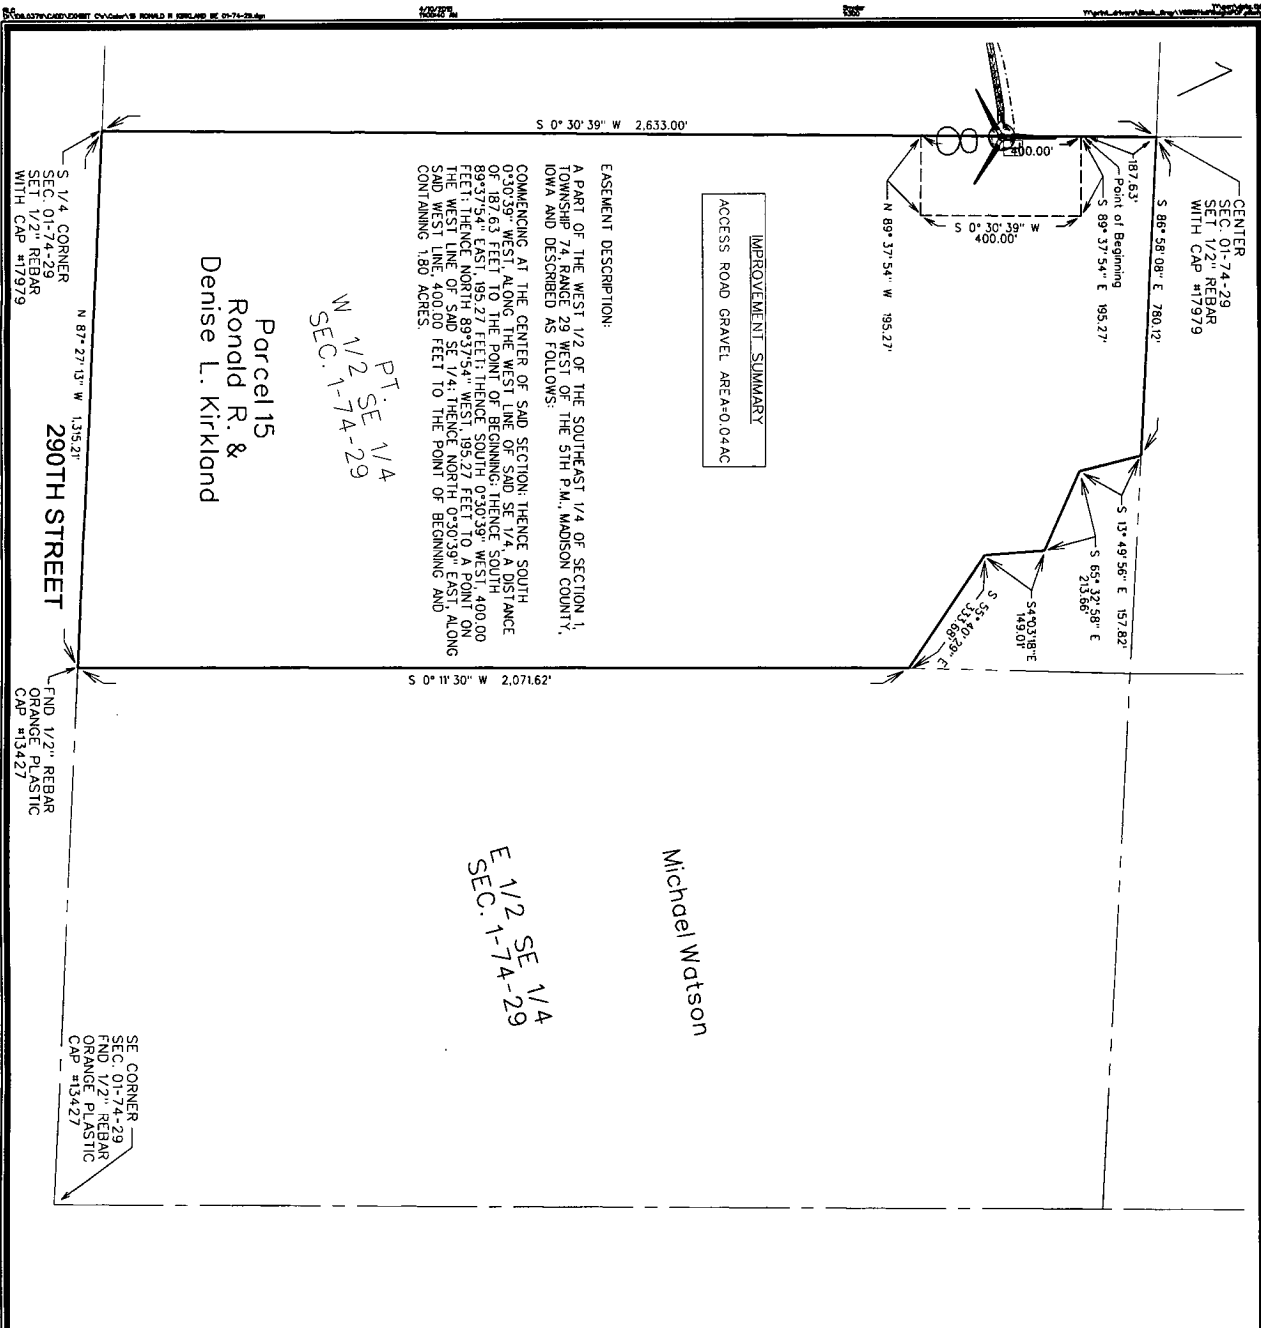 CENTER
SEC. 01-74-29
SET 1/2" REBAR
WITH CAP #17979
S 86° 58' 08" E 780.12'
187.63'
Point of Beginning
S 89° 37' 54" E 195.27'
400.00'
S 0° 30' 39" W
400.00'
N 89° 37' 54" W 195.27'
S 13° 49' 56" E 157.82'
S 65° 32' 58" E
213.66'
S4°03'18"E
149.01'
S 55° 40' 29" E
333.68'
IMPROVEMENT SUMMARY
ACCESS ROAD GRAVEL AREA=0.04AC
S 0° 30' 39" W 2,633.00'
EASEMENT DESCRIPTION:
A PART OF THE WEST 1/2 OF THE SOUTHEAST 1/4 OF SECTION 1,
TOWNSHIP 74, RANGE 29 WEST OF THE 5TH P.M., MADISON COUNTY,
IOWA AND DESCRIBED AS FOLLOWS:
COMMENCING AT THE CENTER OF SAID SECTION; THENCE SOUTH
0°30'39" WEST, ALONG THE WEST LINE OF SAID SE 1/4, A DISTANCE
OF 187.63 FEET TO THE POINT OF BEGINNING; THENCE SOUTH
89°37'54" EAST, 195.27 FEET; THENCE SOUTH 0°30'39" WEST, 400.00
FEET; THENCE NORTH 89°37'54" WEST, 195.27 FEET TO A POINT ON
THE WEST LINE OF SAID SE 1/4; THENCE NORTH 0°30'39" EAST, ALONG
SAID WEST LINE, 400.00 FEET TO THE POINT OF BEGINNING AND
CONTAINING 1.80 ACRES.
S 0° 11' 30" W 2,071.62'
Michael Watson
E 1/2 SE 1/4
SEC. 1-74-29
PT.
W 1/2 SE 1/4
SEC. 1-74-29
Parcel 15
Ronald R. &
Denise L. Kirkland
S 1/4 CORNER
SEC. 01-74-29
SET 1/2" REBAR
WITH CAP #17979
N 87° 27' 13" W 1,315.21'
290TH STREET
FND 1/2" REBAR
ORANGE PLASTIC
CAP #13427
SE CORNER
SEC. 01-74-29
FND 1/2" REBAR
ORANGE PLASTIC
CAP #13427